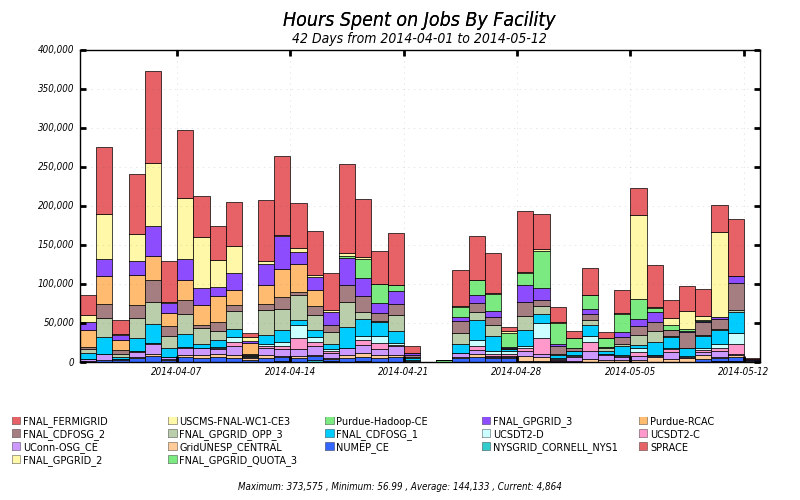 Hours Spent on Jobs By Facility
42 Days from 2014-04-01 to 2014-05-12
400,000
350,000
300,000
250,000
200,000
150,000
100,000
50,000
0
2014-04-07 2014-04-14 2014-04-21 2014-04-28 2014-05-05 2014-05-12
FNAL_FERMIGRID USCMS-FNAL-WC1-CE3 Purdue-Hadoop-CE FNAL_GPGRID_3 Purdue-RCAC
FNAL_CDFOSG_2 FNAL_GPGRID_OPP_3 FNAL_CDFOSG_1 UCSDT2-D UCSDT2-C
UConn-OSG_CE GridUNESP_CENTRAL NUMEP_CE NYSGRID_CORNELL_NYS1 SPRACE
FNAL_GPGRID_2 FNAL_GPGRID_QUOTA_3
Maximum: 373,575 , Minimum: 56.99 , Average: 144,133 , Current: 4,864